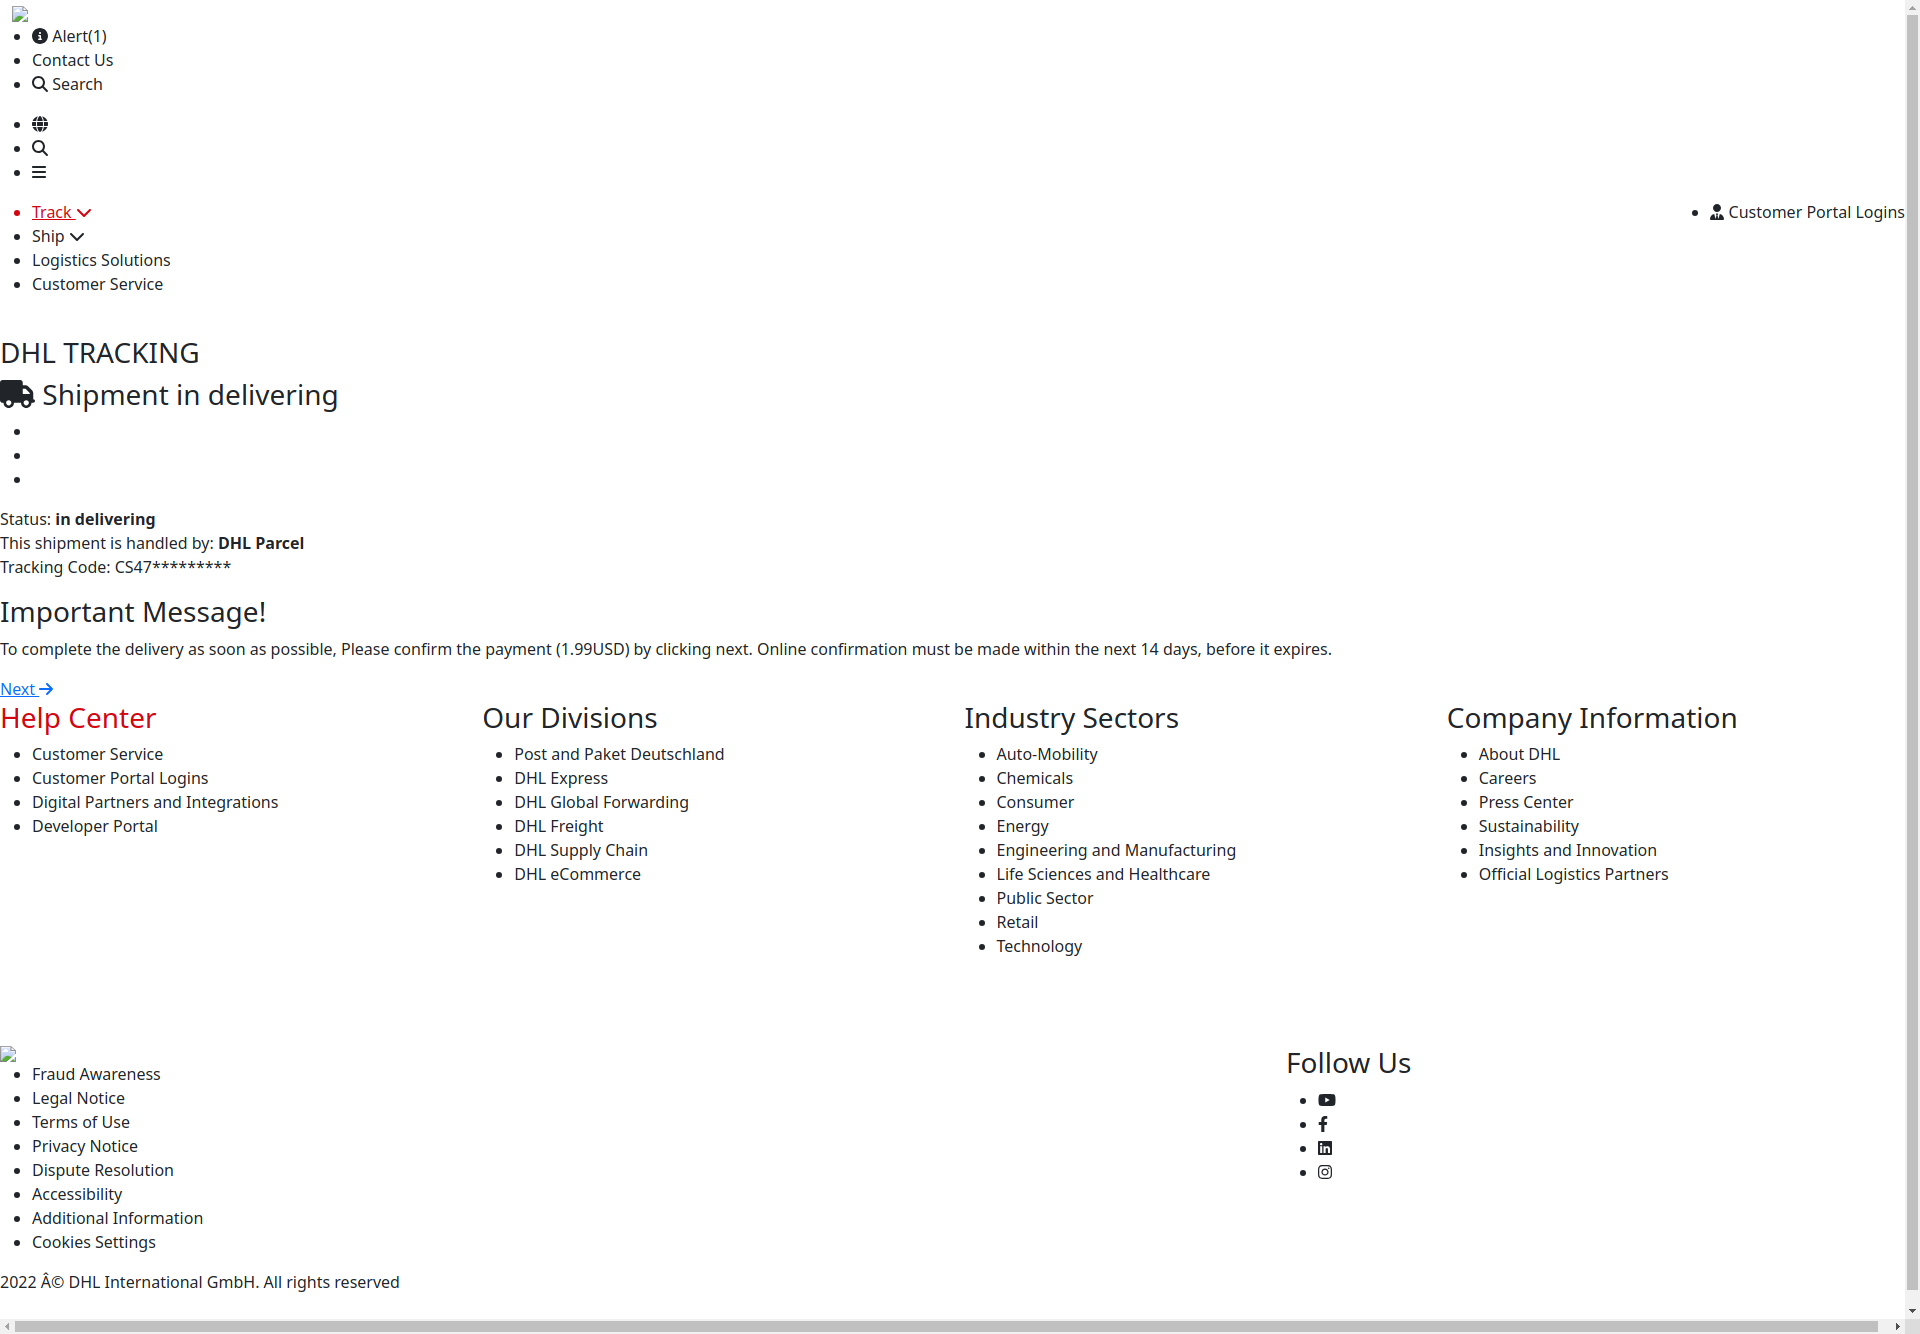 Alert(1)
Contact Us
Search
Track
Ship
Logistics Solutions
Customer Service
Customer Portal Logins
DHL TRACKING
Shipment in delivering
Status: in delivering
This shipment is handled by: DHL Parcel
Tracking Code: CS47*********
Important Message!
To complete the delivery as soon as possible, Please confirm the payment (1.99USD) by clicking next. Online confirmation must be made within the next 14 days, before it expires.
Next
Help Center
Customer Service
Customer Portal Logins
Digital Partners and Integrations
Developer Portal
Our Divisions
Post and Paket Deutschland
DHL Express
DHL Global Forwarding
DHL Freight
DHL Supply Chain
DHL eCommerce
Industry Sectors
Auto-Mobility
Chemicals
Consumer
Energy
Engineering and Manufacturing
Life Sciences and Healthcare
Public Sector
Retail
Technology
Company Information
About DHL
Careers
Press Center
Sustainability
Insights and Innovation
Official Logistics Partners
Fraud Awareness
Legal Notice
Terms of Use
Privacy Notice
Dispute Resolution
Accessibility
Additional Information
Cookies Settings
Follow Us
2022 Â© DHL International GmbH. All rights reserved